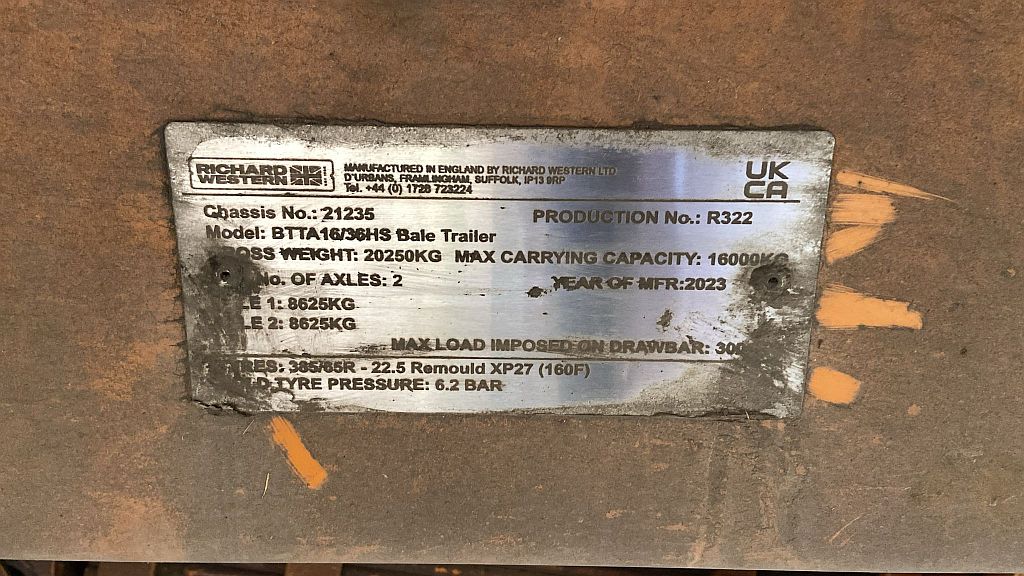 RICHARD WESTERN
MANUFACTURED IN ENGLAND BY RICHARD WESTERN LTD
D'URBANS, FRAMLINGHAM, SUFFOLK, IP13 9RP
Tel. +44 (0) 1728 723224
UK CA
Chassis No.: 21235 PRODUCTION No.: R322
Model: BTTA16/36HS Bale Trailer
OSS WEIGHT: 20250KG MAX CARRYING CAPACITY: 16000KG
No. OF AXLES: 2 YEAR OF MFR:2023
LE 1: 8625KG
LE 2: 8625KG
MAX LOAD IMPOSED ON DRAWBAR:
RES: 385/65R - 22.5 Remould XP27 (160F)
TYRE PRESSURE: 6.2 BAR